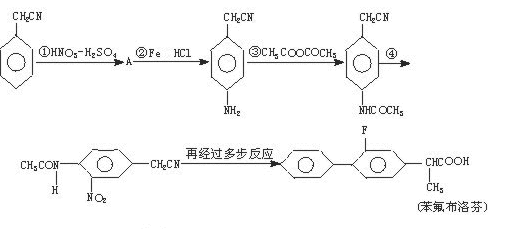 CH₂CN CH₂CN CH₂CN
①HNO₃-H₂SO₄ A ②Fe HCl ③CH₃COOCOCH₃ ④
NH₂ NHCOCH₃
F
CH₃CON CH₂CN 再经过多步反应 CHCOOH
H NO₂ CH₃
(苯氟布洛芬)